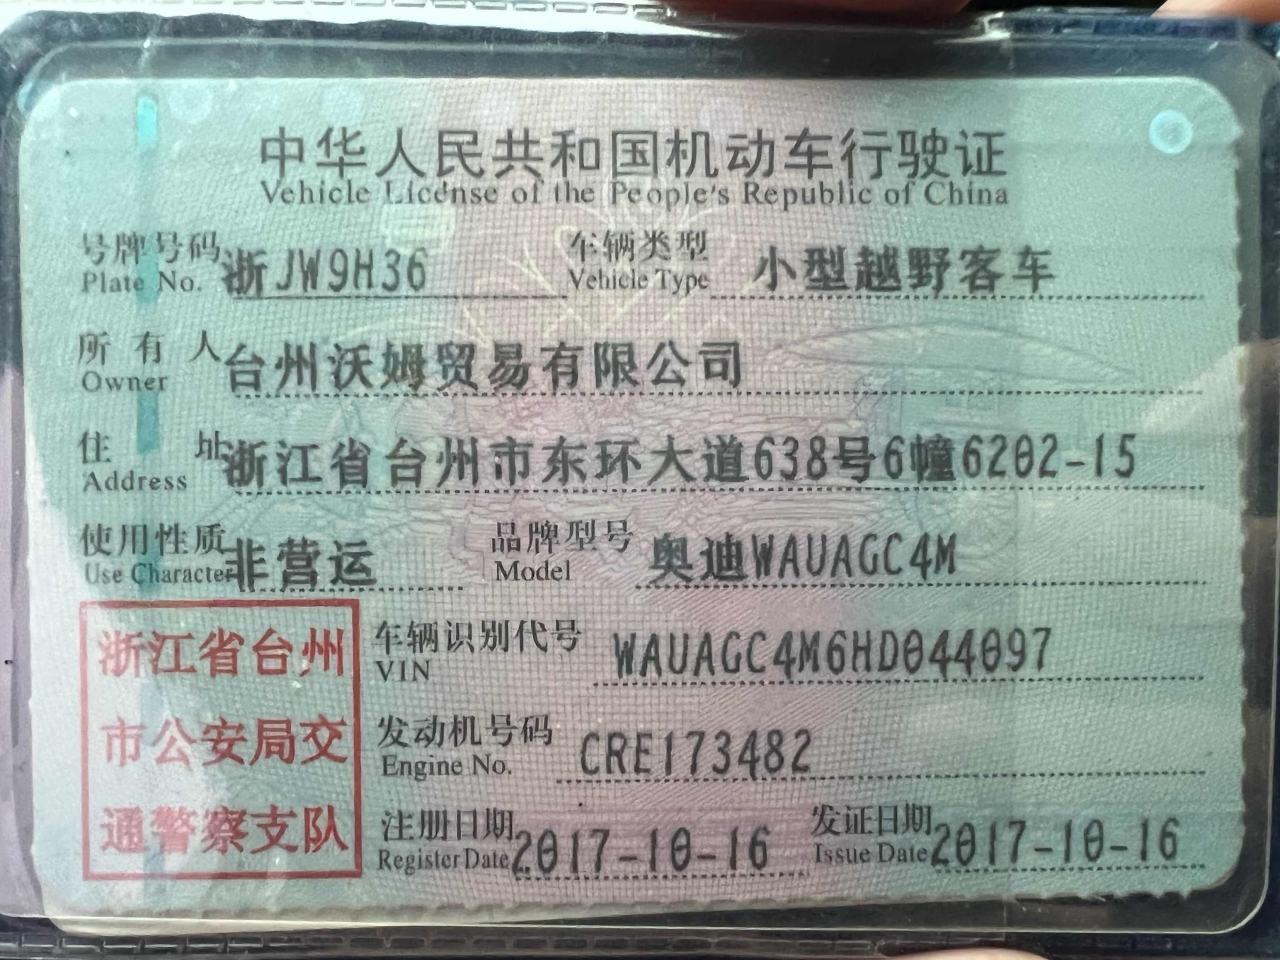 中华人民共和国机动车行驶证
Vehicle License of the People's Republic of China
号牌号码 浙JW9H36 车辆类型 小型越野客车
Plate No. Vehicle Type
所有人 台州沃姆贸易有限公司
Owner
住址 浙江省台州市东环大道638号6幢6202-15
Address
使用性质 非营运 品牌型号 奥迪WAUAGC4M
Use Character Model
浙江省台州
市公安局交
通警察支队
车辆识别代号 WAUAGC4M6HD044097
VIN
发动机号码 CRE173482
Engine No.
注册日期 2017-10-16 发证日期 2017-10-16
Register Date Issue Date